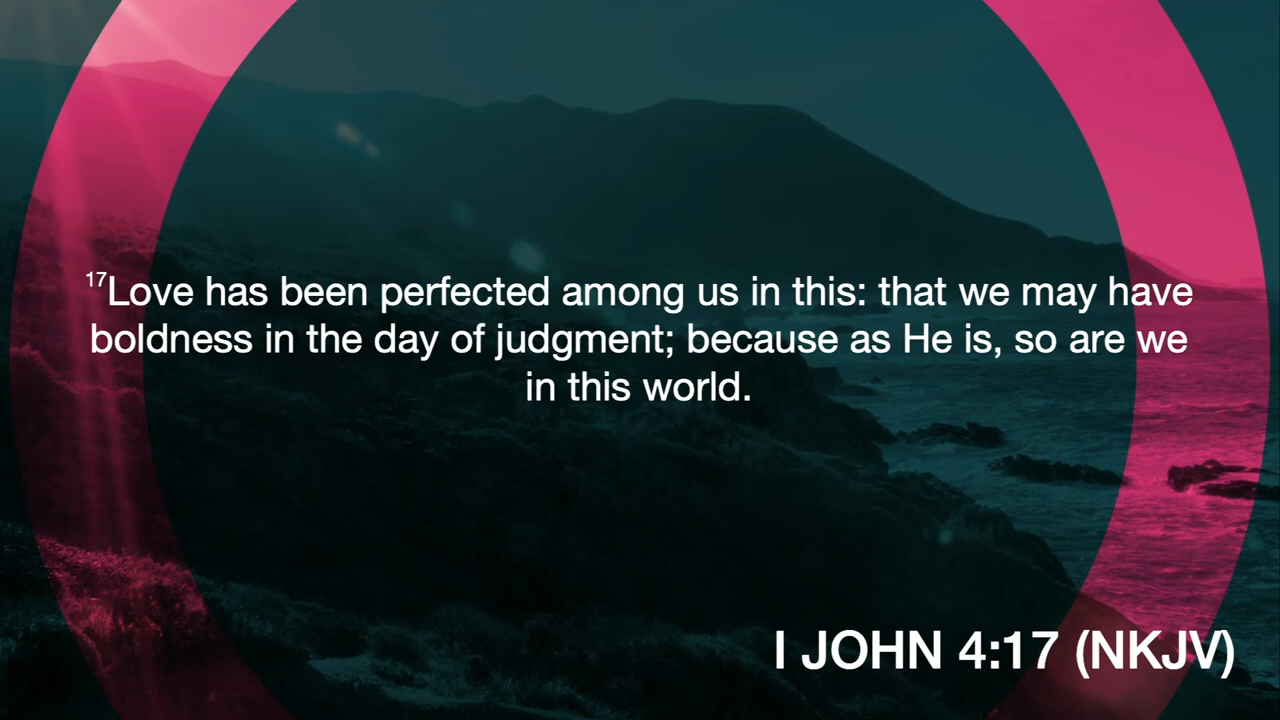 17Love has been perfected among us in this: that we may have
boldness in the day of judgment; because as He is, so are we
in this world.
I JOHN 4:17 (NKJV)